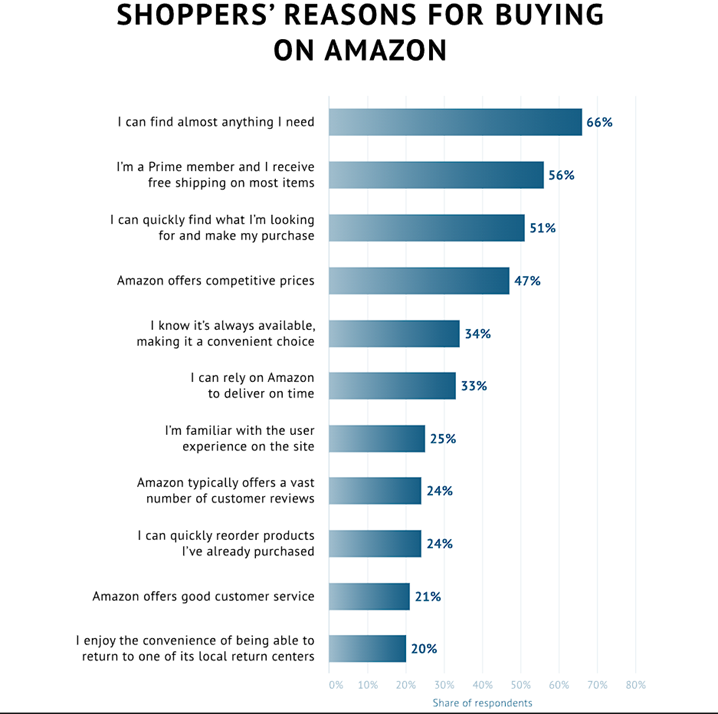 SHOPPERS’ REASONS FOR BUYING
ON AMAZON
I can find almost anything I need
66%
I’m a Prime member and I receive
free shipping on most items
56%
I can quickly find what I’m looking
for and make my purchase
51%
Amazon offers competitive prices
47%
I know it’s always available,
making it a convenient choice
34%
I can rely on Amazon
to deliver on time
33%
I’m familiar with the user
experience on the site
25%
Amazon typically offers a vast
number of customer reviews
24%
I can quickly reorder products
I’ve already purchased
24%
Amazon offers good customer service
21%
I enjoy the convenience of being able to
return to one of its local return centers
20%
0% 10% 20% 30% 40% 50% 60% 70% 80%
Share of respondents